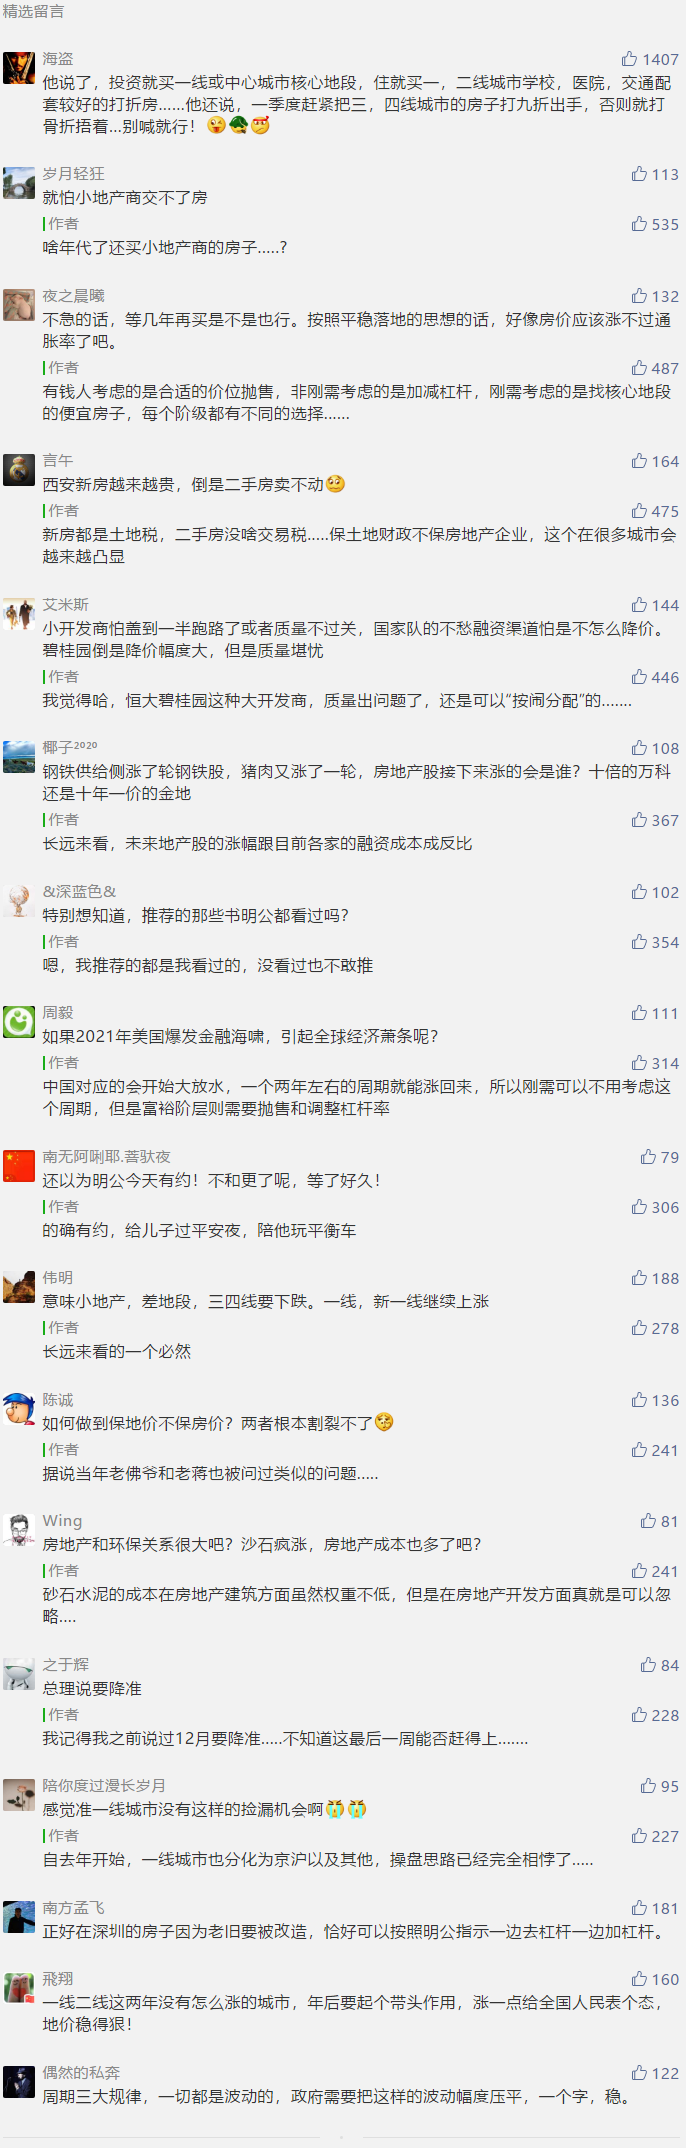 精选留言
海盗 1407
他说了，投资就买一线或中心城市核心地段，住就买一，二线城市学校，医院，交通配
套较好的打折房......他还说，一季度赶紧把三，四线城市的房子打九折出手，否则就打
骨折捂着...别喊就行！
岁月轻狂 113
就怕小地产商交不了房
作者 535
啥年代了还买小地产商的房子.....?
夜之晨曦 132
不急的话，等几年再买是不是也行。按照平稳落地的思想的话，好像房价应该涨不过通
胀率了吧。
作者 487
有钱人考虑的是合适的价位抛售，非刚需考虑的是加减杠杆，刚需考虑的是找核心地段
的便宜房子，每个阶级都有不同的选择......
言午 164
西安新房越来越贵，倒是二手房卖不动
作者 475
新房都是土地税，二手房没啥交易税.....保土地财政不保房地产企业，这个在很多城市会
越来越凸显
艾米斯 144
小开发商怕盖到一半跑路了或者质量不过关，国家队的不愁融资渠道怕是不怎么降价。
碧桂园倒是降价幅度大，但是质量堪忧
作者 446
我觉得哈，恒大碧桂园这种大开发商，质量出问题了，还是可以“按闹分配”的.......
椰子²⁰²⁰ 108
钢铁供给侧涨了轮钢铁股，猪肉又涨了一轮，房地产股接下来涨的会是谁？十倍的万科
还是十年一价的金地
作者 367
长远来看，未来地产股的涨幅跟目前各家的融资成本成反比
&深蓝色& 102
特别想知道，推荐的那些书明公都看过吗？
作者 354
嗯，我推荐的都是我看过的，没看过也不敢推
周毅 111
如果2021年美国爆发金融海啸，引起全球经济萧条呢？
作者 314
中国对应的会开始大放水，一个两年左右的周期就能涨回来，所以刚需可以不用考虑这
个周期，但是富裕阶层则需要抛售和调整杠杆率
南无阿唎耶.菩驮夜 79
还以为明公今天有约！不和更了呢，等了好久！
作者 306
的确有约，给儿子过平安夜，陪他玩平衡车
伟明 188
意味小地产，差地段，三四线要下跌。一线，新一线继续上涨
作者 278
长远来看的一个必然
陈诚 136
如何做到保地价不保房价？两者根本割裂不了
作者 241
据说当年老佛爷和老蒋也被问过类似的问题.....
Wing 81
房地产和环保关系很大吧？沙石疯涨，房地产成本也多了吧？
作者 241
砂石水泥的成本在房地产建筑方面虽然权重不低，但是在房地产开发方面真就是可以忽
略....
之于辉 84
总理说要降准
作者 228
我记得我之前说过12月要降准.....不知道这最后一周能否赶得上.......
陪你度过漫长岁月 95
感觉准一线城市没有这样的捡漏机会啊
作者 227
自去年开始，一线城市也分化为京沪以及其他，操盘思路已经完全相悖了.....
南方孟飞 181
正好在深圳的房子因为老旧要被改造，恰好可以按照明公指示一边去杠杆一边加杠杆。
飛翔 160
一线二线这两年没有怎么涨的城市，年后要起个带头作用，涨一点给全国人民表个态，
地价稳得狠！
偶然的私奔 122
周期三大规律，一切都是波动的，政府需要把这样的波动幅度压平，一个字，稳。